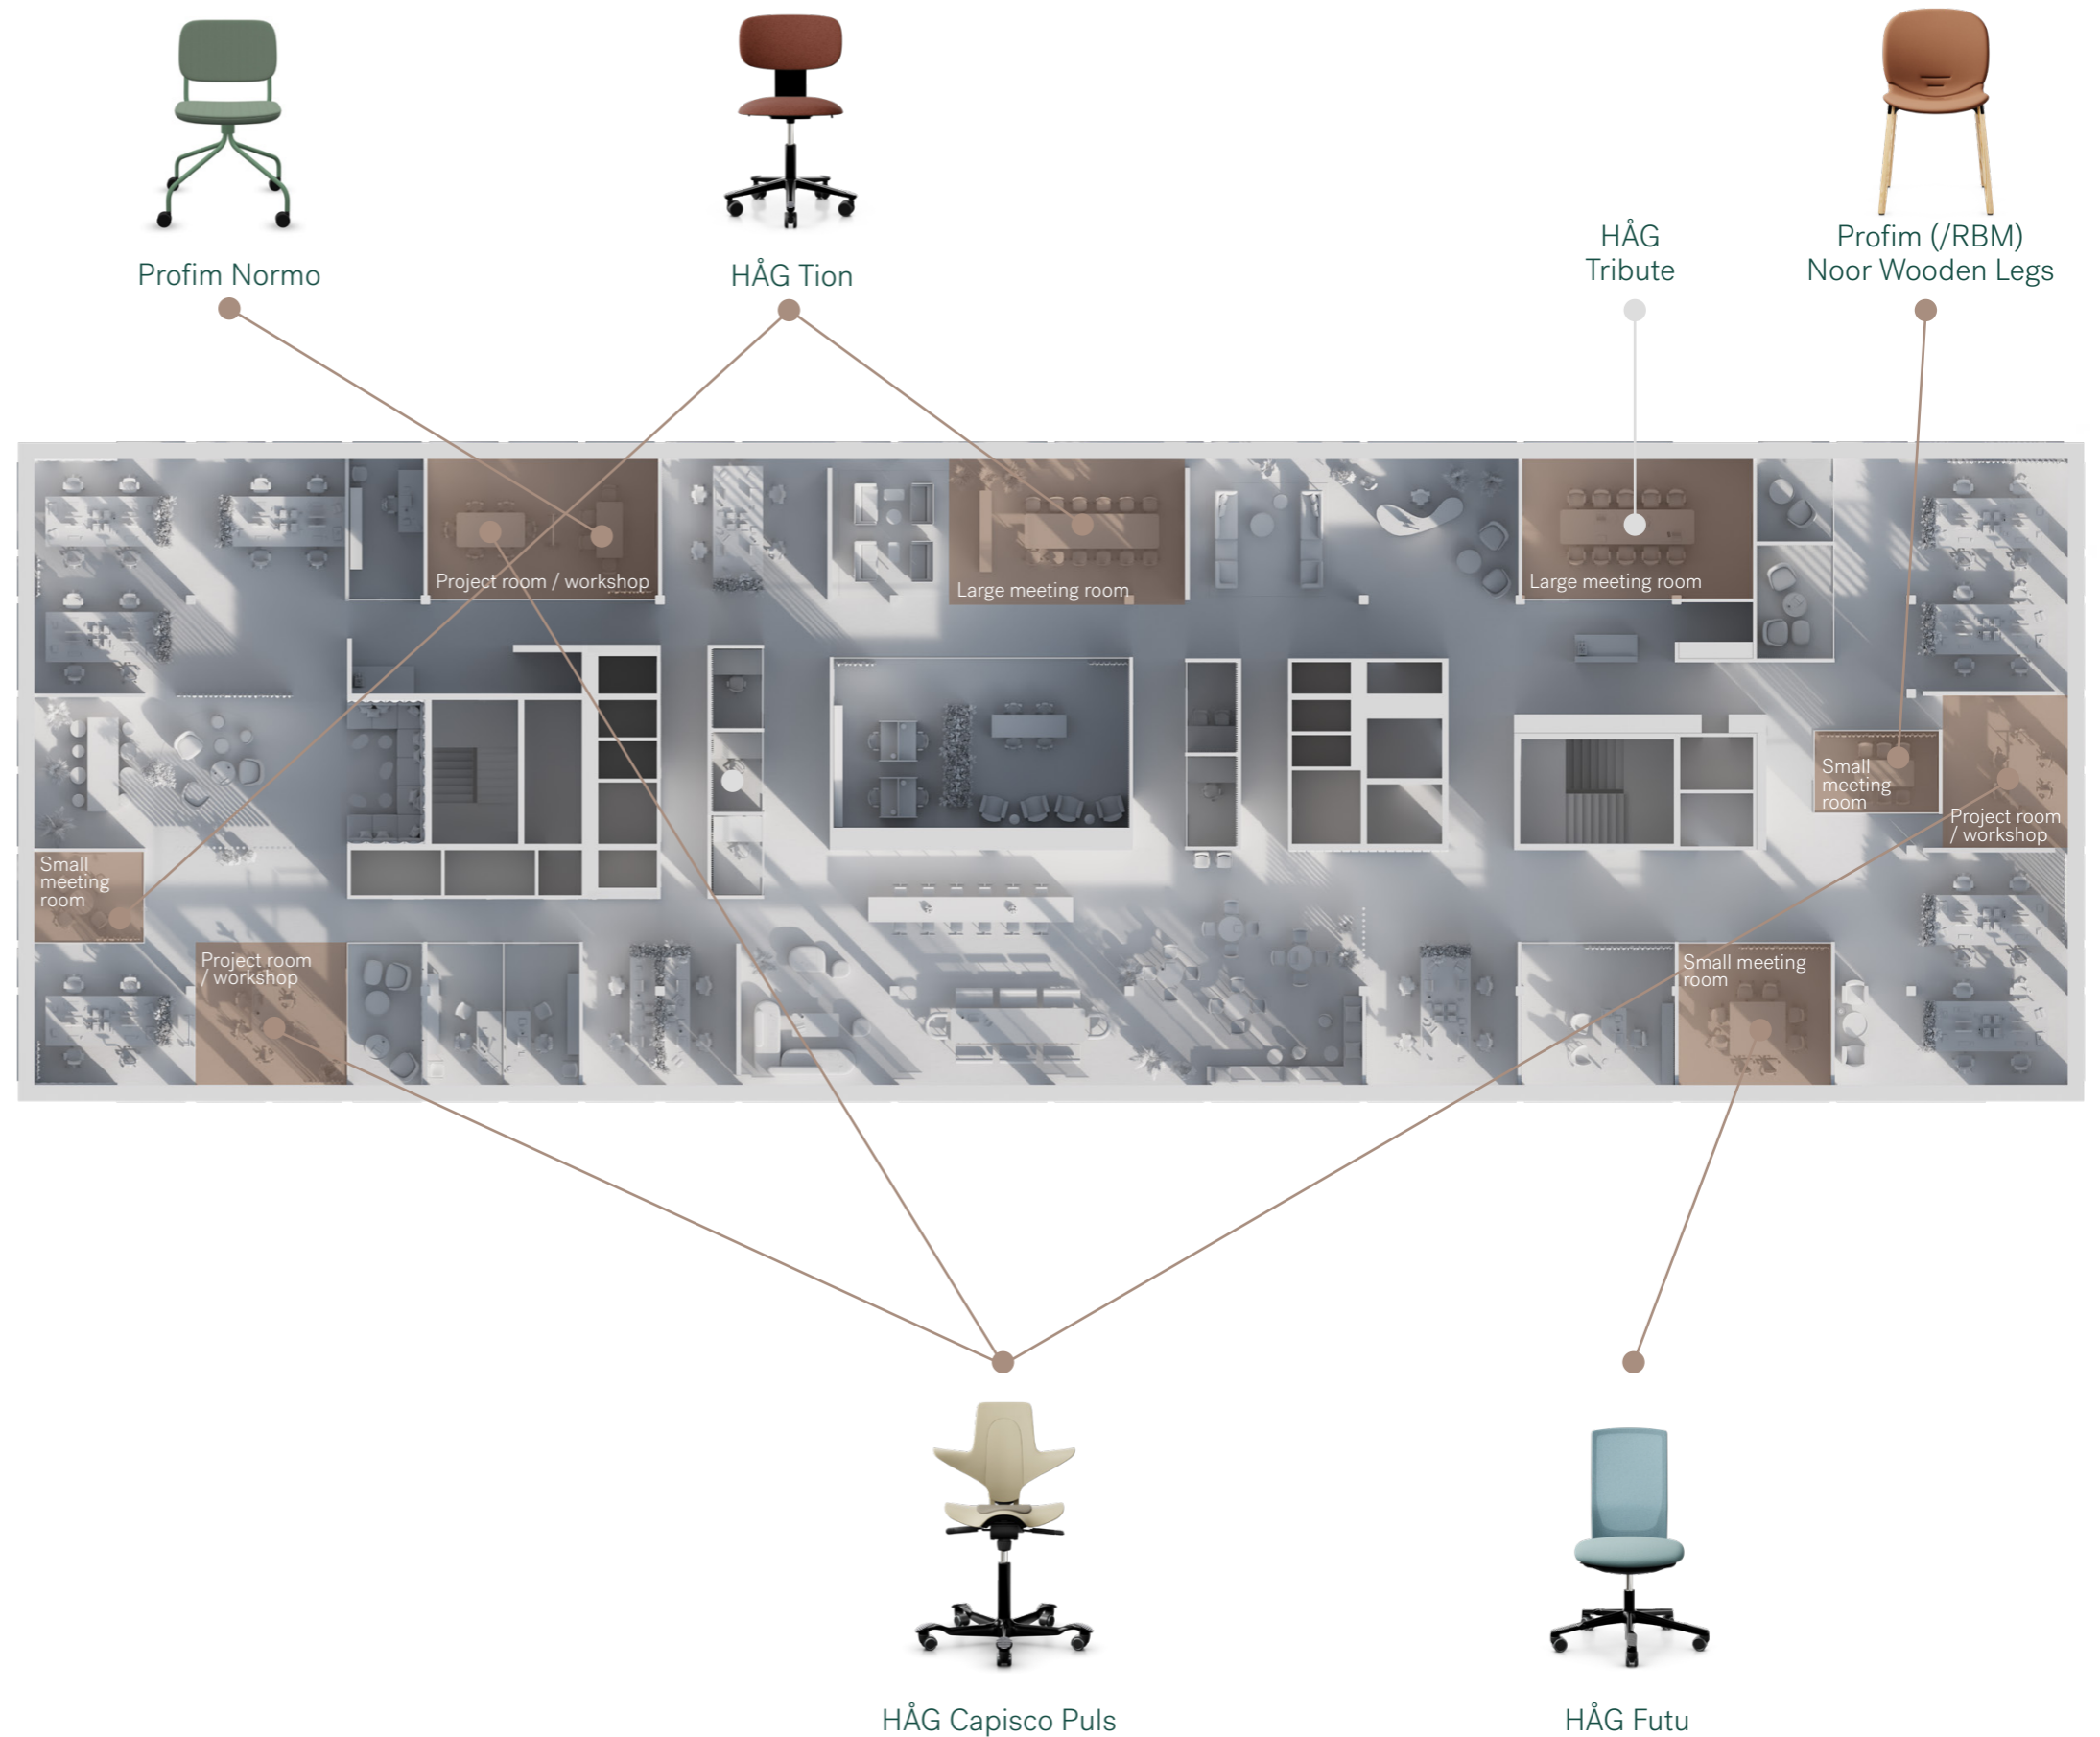 HÅG
Tribute
Profim (/RBM)
Noor Wooden Legs
Profim Normo
HÅG Tion
Project room / workshop
Large meeting room
Large meeting room
Small
meeting
room
Project room
/ workshop
Small
meeting
room
Project room
/ workshop
Small meeting
room
HÅG Capisco Puls
HÅG Futu